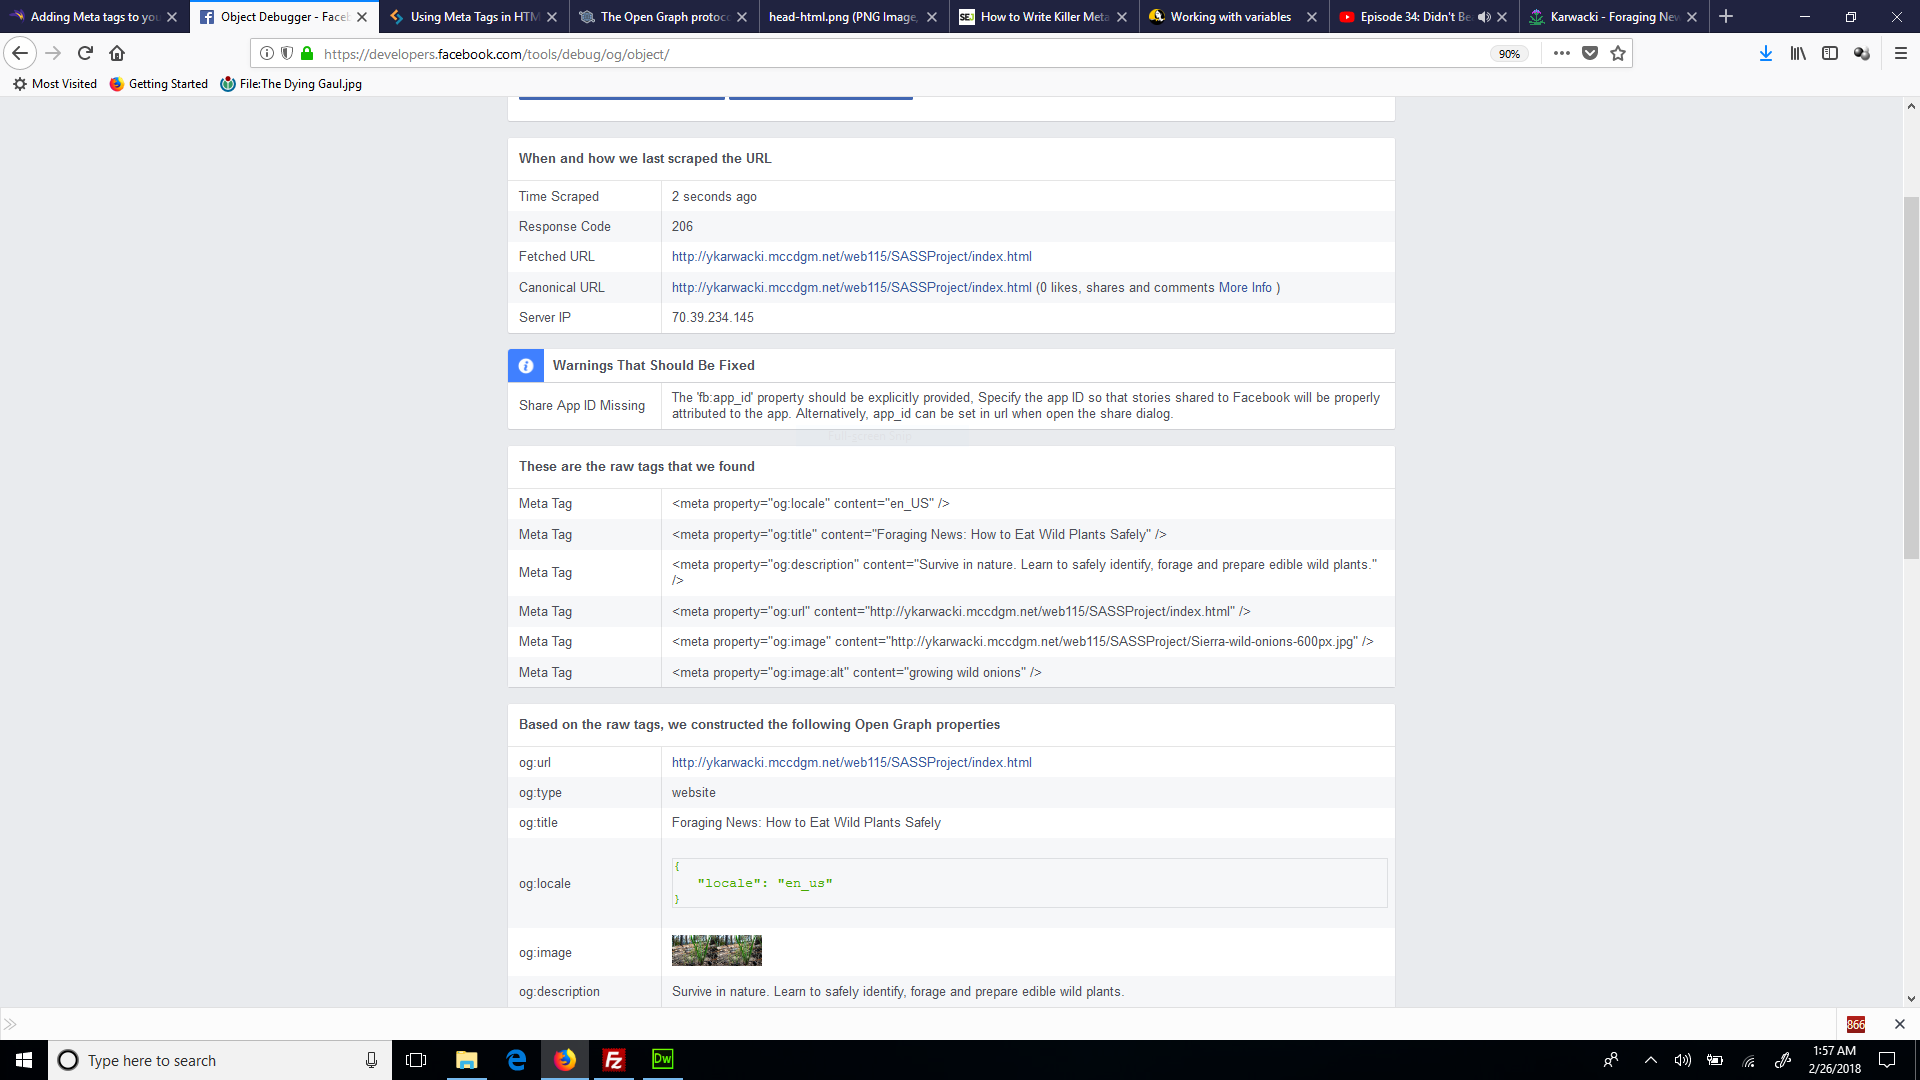 Adding Meta tags to you
Object Debugger - Faceb
Using Meta Tags in HTM
The Open Graph protoco
head-html.png (PNG Image,
SEJ How to Write Killer Meta
Working with variables
Episode 34: Didn't Be
Karwacki - Foraging New
https://developers.facebook.com/tools/debug/og/object/
90%
Most Visited
Getting Started
File:The Dying Gaul.jpg
When and how we last scraped the URL
Time Scraped 2 seconds ago
Response Code 206
Fetched URL http://ykarwacki.mccdgm.net/web115/SASSProject/index.html
Canonical URL http://ykarwacki.mccdgm.net/web115/SASSProject/index.html (0 likes, shares and comments More Info )
Server IP 70.39.234.145
Warnings That Should Be Fixed
Share App ID Missing
The 'fb:app_id' property should be explicitly provided, Specify the app ID so that stories shared to Facebook will be properly
attributed to the app. Alternatively, app_id can be set in url when open the share dialog.
These are the raw tags that we found
Meta Tag <meta property="og:locale" content="en_US" />
Meta Tag <meta property="og:title" content="Foraging News: How to Eat Wild Plants Safely" />
Meta Tag <meta property="og:description" content="Survive in nature. Learn to safely identify, forage and prepare edible wild plants."
/>
Meta Tag <meta property="og:url" content="http://ykarwacki.mccdgm.net/web115/SASSProject/index.html" />
Meta Tag <meta property="og:image" content="http://ykarwacki.mccdgm.net/web115/SASSProject/Sierra-wild-onions-600px.jpg" />
Meta Tag <meta property="og:image:alt" content="growing wild onions" />
Based on the raw tags, we constructed the following Open Graph properties
og:url http://ykarwacki.mccdgm.net/web115/SASSProject/index.html
og:type website
og:title Foraging News: How to Eat Wild Plants Safely
og:locale
{
"locale": "en_us"
}
og:image
og:description Survive in nature. Learn to safely identify, forage and prepare edible wild plants.
866
Type here to search
Fz
Dw
1:57 AM
2/26/2018